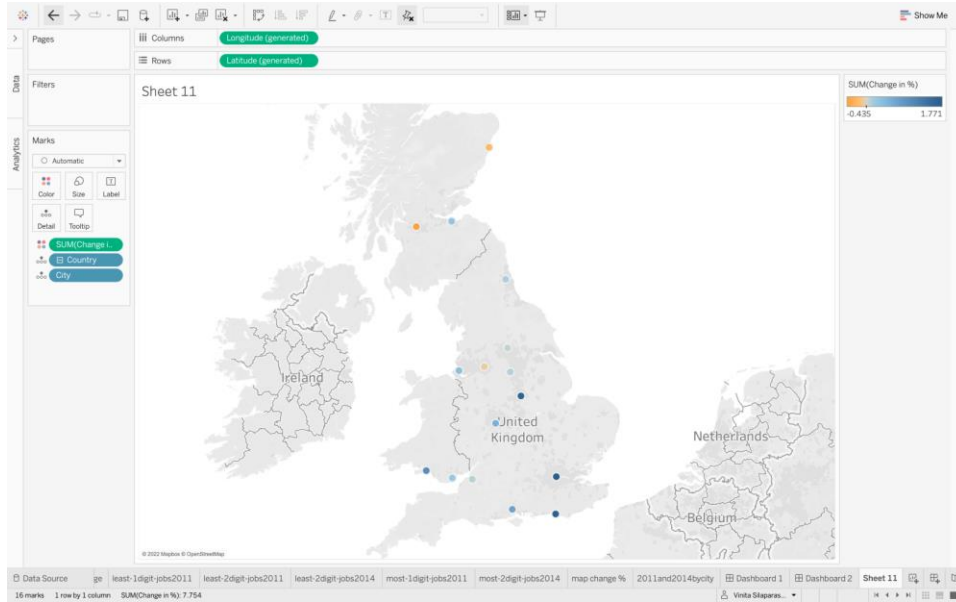 Show Me
Pages
Columns
Longitude (generated)
Rows
Latitude (generated)
Data
Analytics
Filters
Sheet 11
SUM(Change in %)
-0.435
1.771
Marks
Automatic
Color
Size
Label
Detail
Tooltip
SUM(Change i..
Country
City
Ireland
United
Kingdom
Netherlands
Belgium
© 2022 Mapbox © OpenStreetMap
Data Source
ge
least-1digit-jobs2011
least-2digit-jobs2011
least-2digit-jobs2014
most-1digit-jobs2011
most-2digit-jobs2014
map change %
2011and2014bycity
Dashboard 1
Dashboard 2
Sheet 11
16 marks
1 row by 1 column
SUM(Change in %): 7.754
Vinita Silaparas...